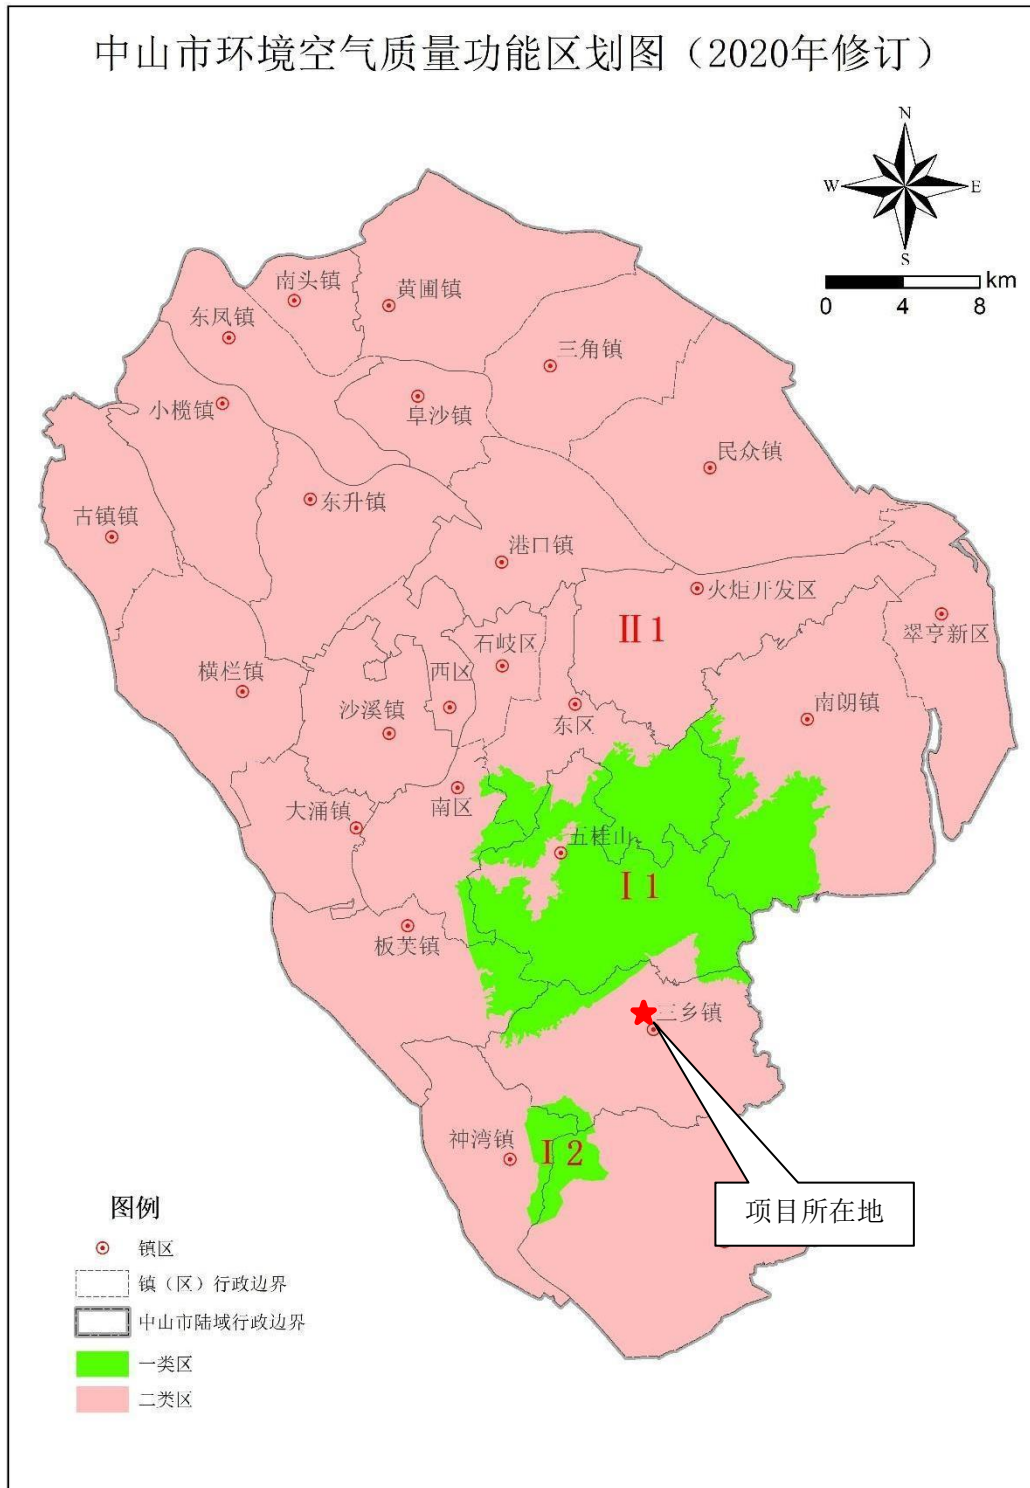 中山市环境空气质量功能区划图（2020年修订）
N
W
E
S
km
0 4 8
南头镇
黄圃镇
东凤镇
三角镇
小榄镇
阜沙镇
民众镇
东升镇
古镇镇
港口镇
火炬开发区
II 1
翠亨新区
石岐区
西区
横栏镇
沙溪镇
东区
南朗镇
南区
大涌镇
五桂山
I 1
板芙镇
三乡镇
神湾镇
I 2
项目所在地
图例
镇区
镇（区）行政边界
中山市陆域行政边界
一类区
二类区